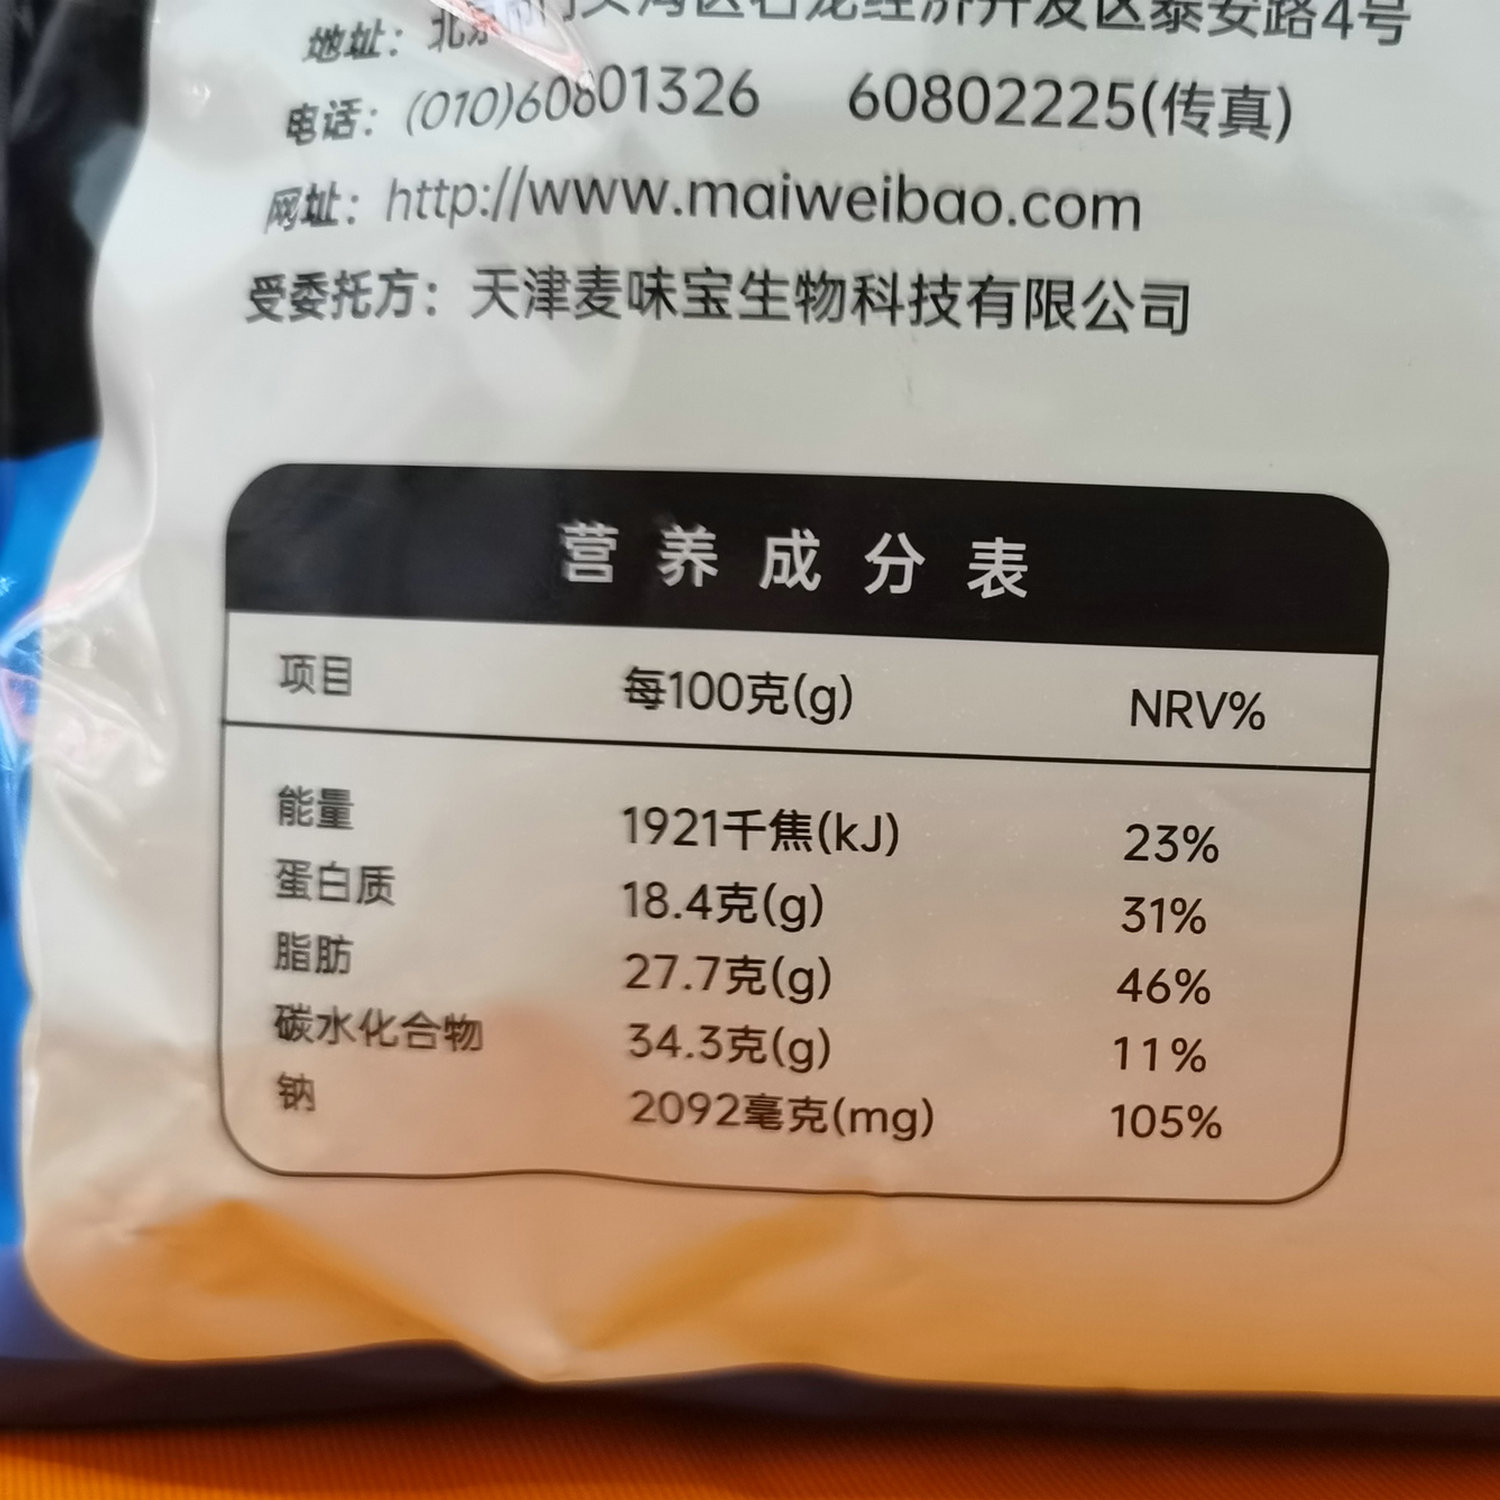 地址：北京市门头沟区石龙经济开发区泰安路4号
电话：(010)60801326 60802225(传真)
网址：http://www.maiweibao.com
受委托方：天津麦味宝生物科技有限公司
营养成分表
项目 每100克(g) NRV%
能量 1921千焦(kJ) 23%
蛋白质 18.4克(g) 31%
脂肪 27.7克(g) 46%
碳水化合物 34.3克(g) 11%
钠 2092毫克(mg) 105%